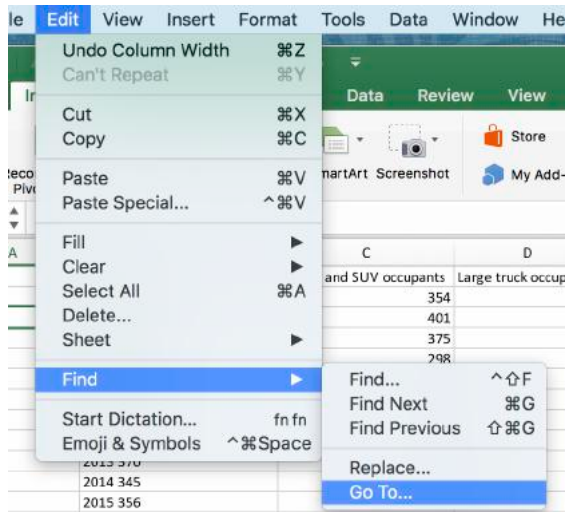 le Edit View Insert Format Tools Data Window He
Undo Column Width ⌘Z
Can't Repeat ⌘Y
Data Review View
Cut ⌘X
Copy ⌘C
Store
martArt Screenshot
My Add-
Paste ⌘V
Paste Special... ^⌘V
Fill ▶
Clear ▶
Select All ⌘A
Delete...
Sheet ▶
A C D
and SUV occupants Large truck occup
354
401
375
298
Find ▶
Start Dictation... fn fn
Emoji & Symbols ^⌘Space
Find... ^⇧F
Find Next ⌘G
Find Previous ⇧⌘G
Replace...
Go To...
2013 370
2014 345
2015 356